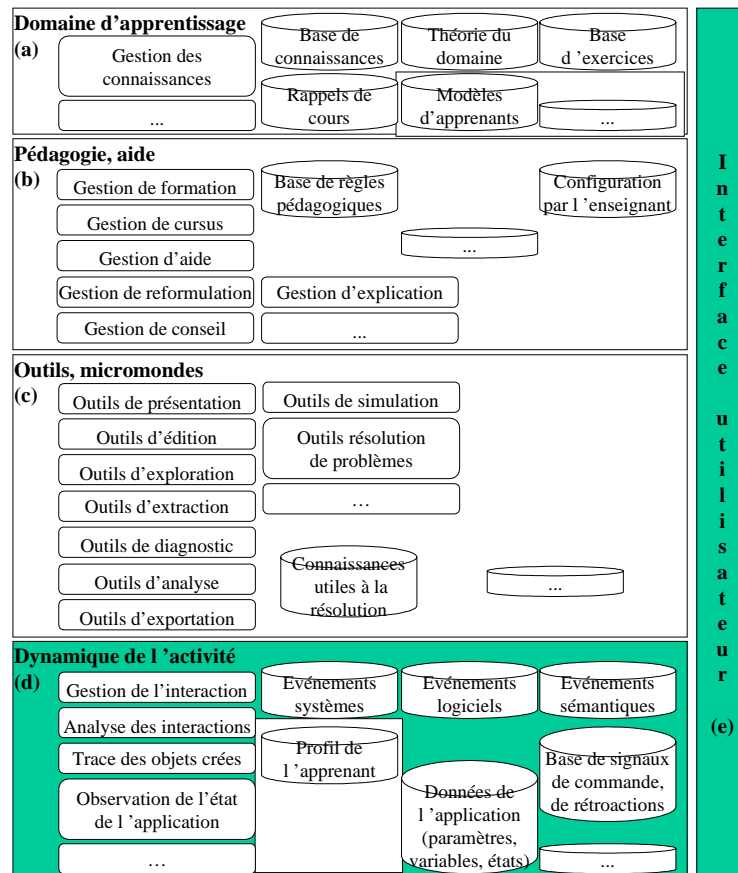 Domaine d'apprentissage
(a)
Gestion des
connaissances
...
Base de
connaissances
Théorie du
domaine
Base
d 'exercices
Rappels de
cours
Modèles
d'apprenants
...
Pédagogie, aide
(b)
Gestion de formation
Gestion de cursus
Gestion d'aide
Gestion de reformulation
Gestion de conseil
Base de règles
pédagogiques
Configuration
par l 'enseignant
...
Gestion d'explication
...
Outils, micromondes
(c)
Outils de présentation
Outils d'édition
Outils d'exploration
Outils d'extraction
Outils de diagnostic
Outils d'analyse
Outils d'exportation
Outils de simulation
Outils résolution
de problèmes
…
Connaissances
utiles à la
résolution
...
Dynamique de l 'activité
(d)
Gestion de l'interaction
Analyse des interactions
Trace des objets crées
Observation de l'état
de l 'application
…
Evénements
systèmes
Evénements
logiciels
Evénements
sémantiques
Profil de
l 'apprenant
Données de
l 'application
(paramètres,
variables, états)
Base de signaux
de commande,
de rétroactions
...
Interface utilisateur
(e)